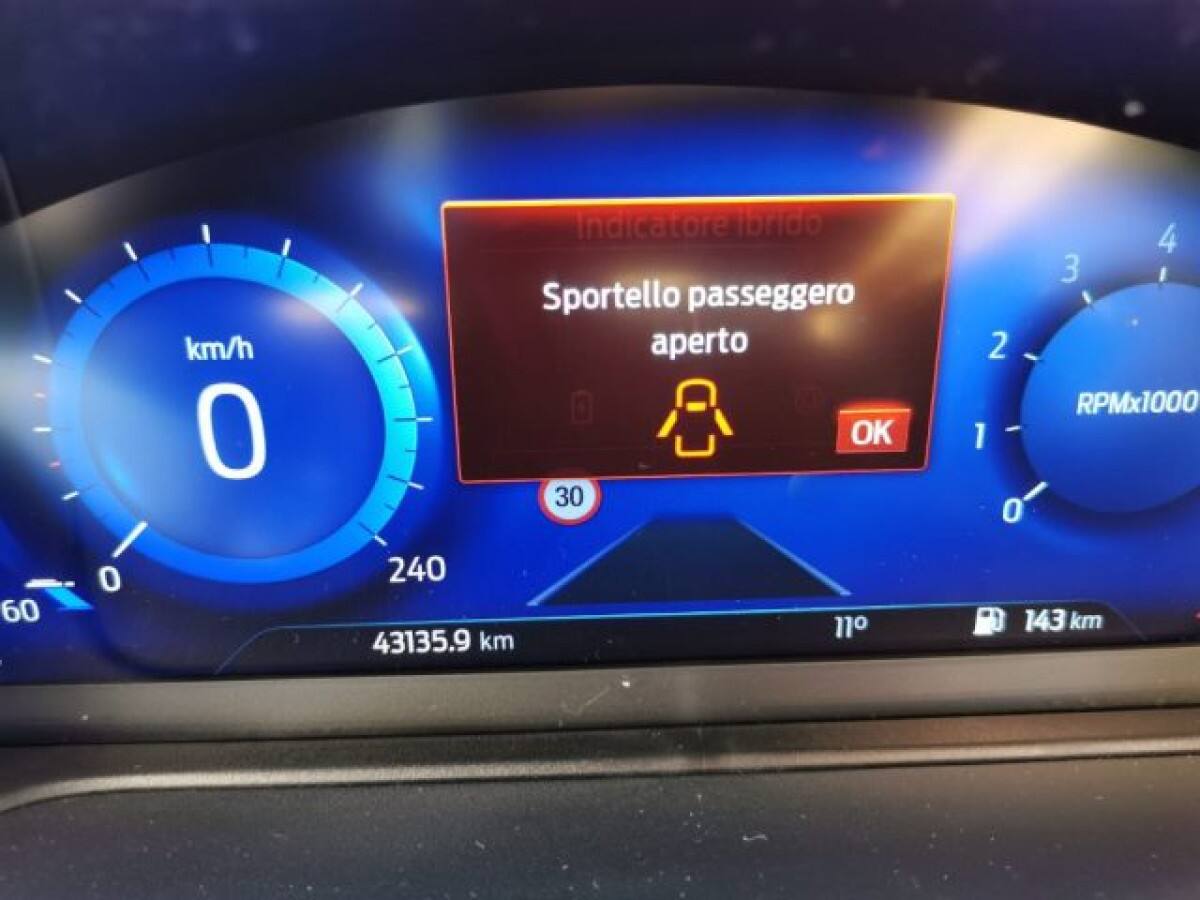 Indicatore Ibrido
Sportello passeggero
aperto
OK
km/h
0
0
240
60
30
RPMx1000
0
1
2
3
4
43135.9 km
11°
143 km